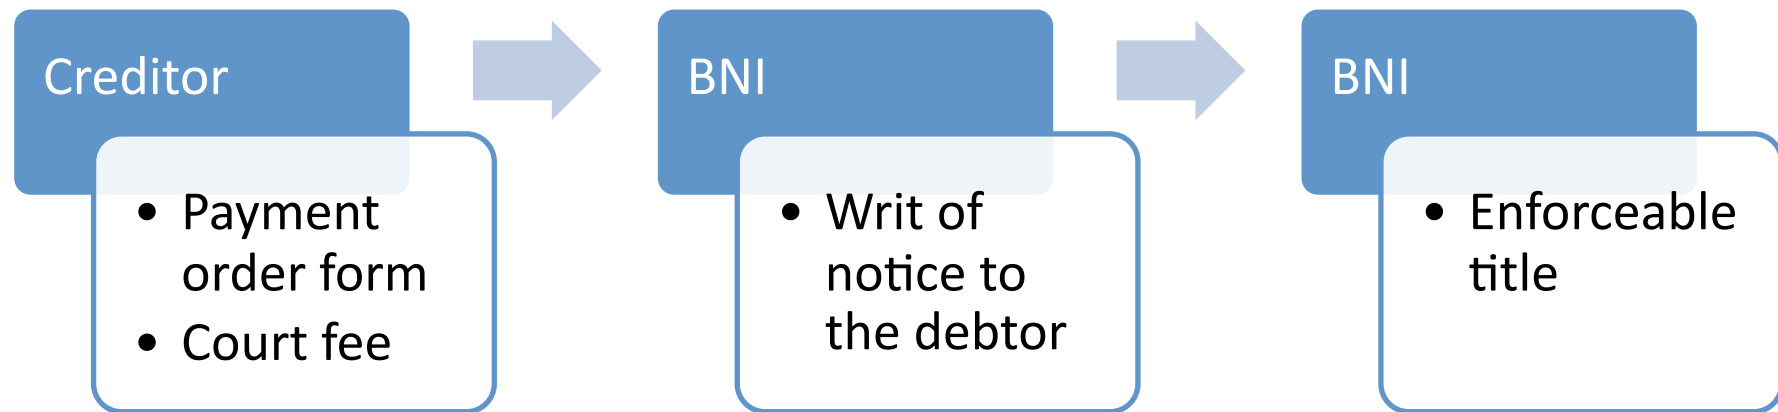 Creditor
• Payment
order form
• Court fee
BNI
• Writ of
notice to
the debtor
BNI
• Enforceable
title